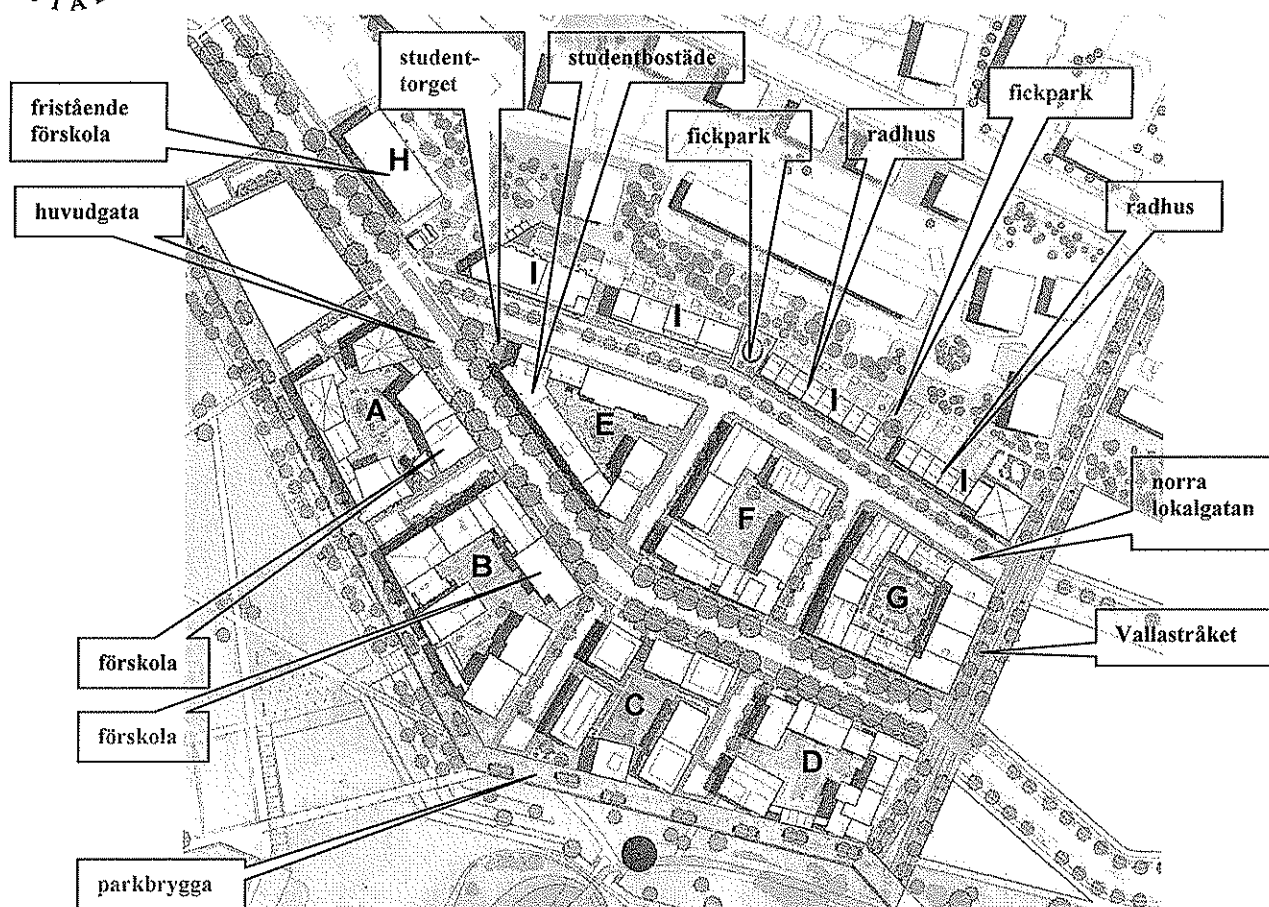 student-
torget
studentbostäde
fickpark
fristående
förskola
fickpark
radhus
H
huvudgata
radhus
I
I
I
A
E
I
norra
lokalgatan
F
B
G
Vallastråket
förskola
C
förskola
D
parkbrygga